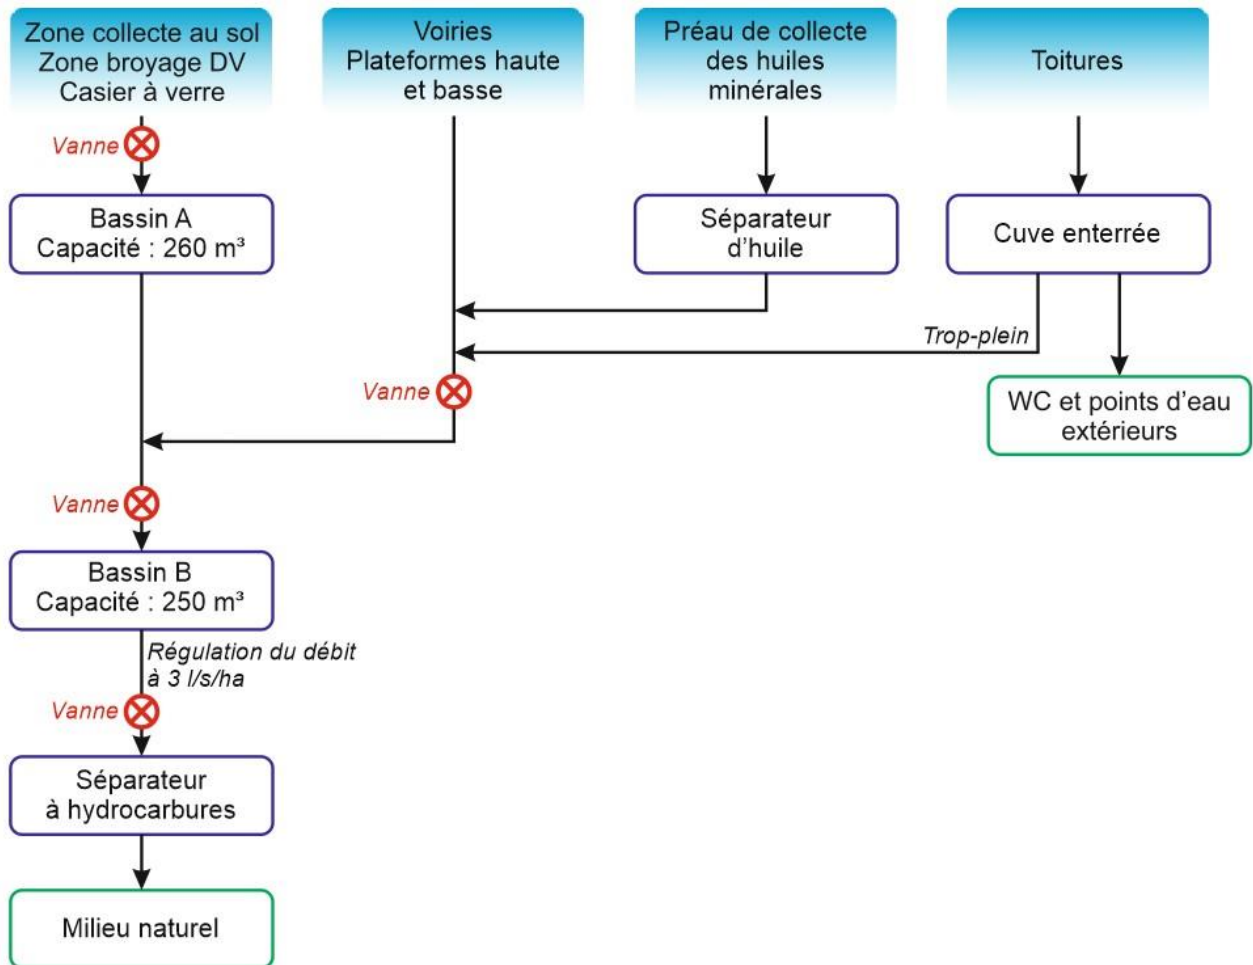 Zone collecte au sol
Zone broyage DV
Casier à verre
Voiries
Plateformes haute
et basse
Préau de collecte
des huiles
minérales
Toitures
Vanne
Bassin A
Capacité : 260 m³
Séparateur
d'huile
Cuve enterrée
Trop-plein
Vanne
WC et points d'eau
extérieurs
Vanne
Bassin B
Capacité : 250 m³
Régulation du débit
à 3 l/s/ha
Vanne
Séparateur
à hydrocarbures
Milieu naturel